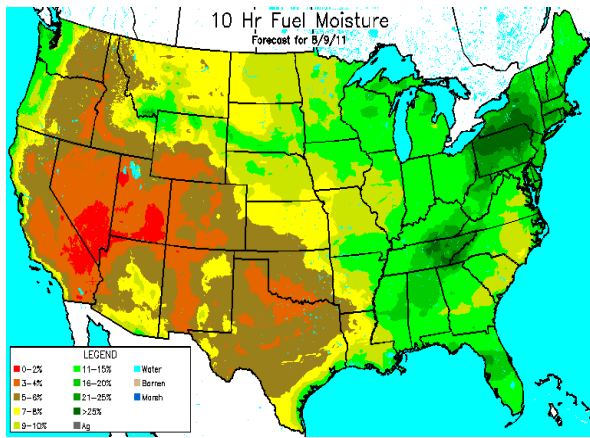 10 Hr Fuel Moisture
Forecast for 8/9/11
LEGEND
0-2% 11-15% Water
3-4% 16-20% Barren
5-6% 21-25% Marsh
7-8% >25%
9-10% Ag